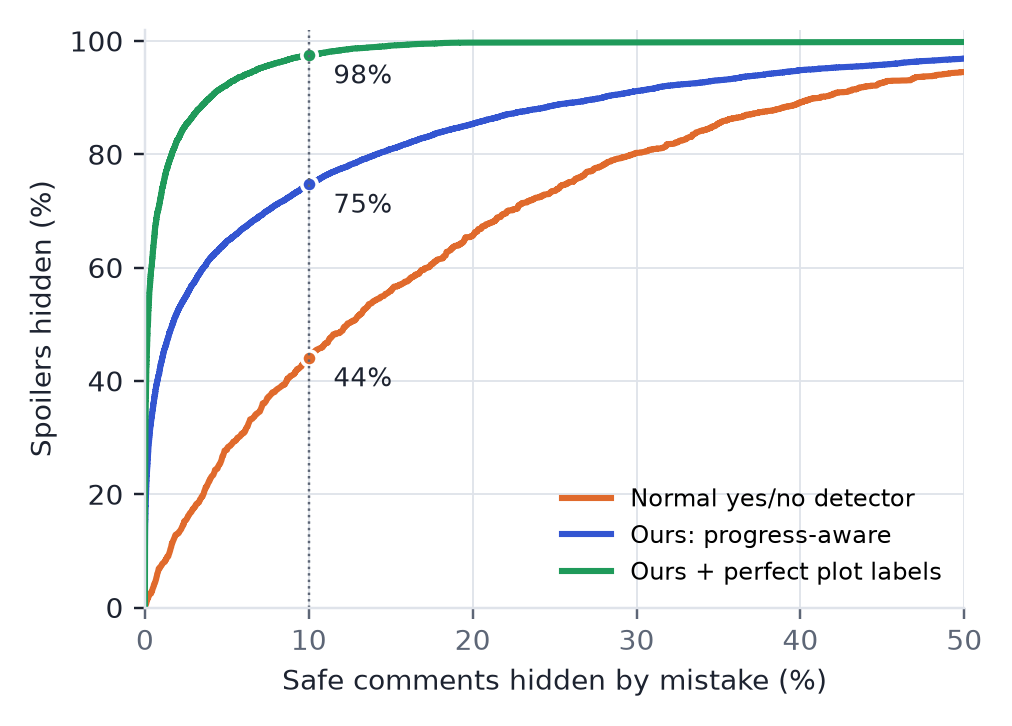 100
80
60
40
20
0
Spoilers hidden (%)
98%
75%
44%
Normal yes/no detector
Ours: progress-aware
Ours + perfect plot labels
0 10 20 30 40 50
Safe comments hidden by mistake (%)